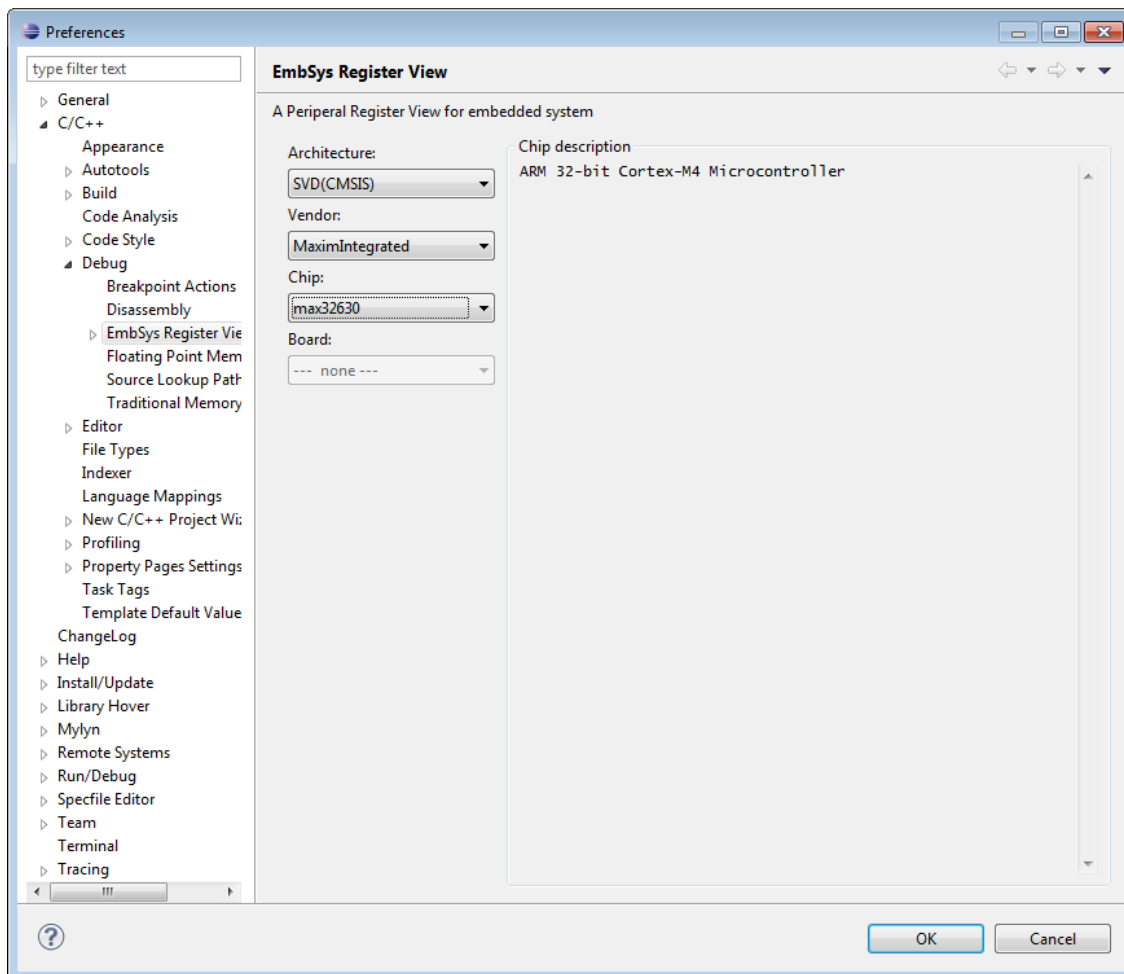 Preferences
type filter text
General
C/C++
Appearance
Autotools
Build
Code Analysis
Code Style
Debug
Breakpoint Actions
Disassembly
EmbSys Register Vie
Floating Point Mem
Source Lookup Path
Traditional Memory
Editor
File Types
Indexer
Language Mappings
New C/C++ Project Wiz
Profiling
Property Pages Settings
Task Tags
Template Default Value
ChangeLog
Help
Install/Update
Library Hover
Mylyn
Remote Systems
Run/Debug
Specfile Editor
Team
Terminal
Tracing
EmbSys Register View
A Periperal Register View for embedded system
Architecture:
SVD(CMSIS)
Vendor:
MaximIntegrated
Chip:
max32630
Board:
--- none ---
Chip description
ARM 32-bit Cortex-M4 Microcontroller
OK
Cancel